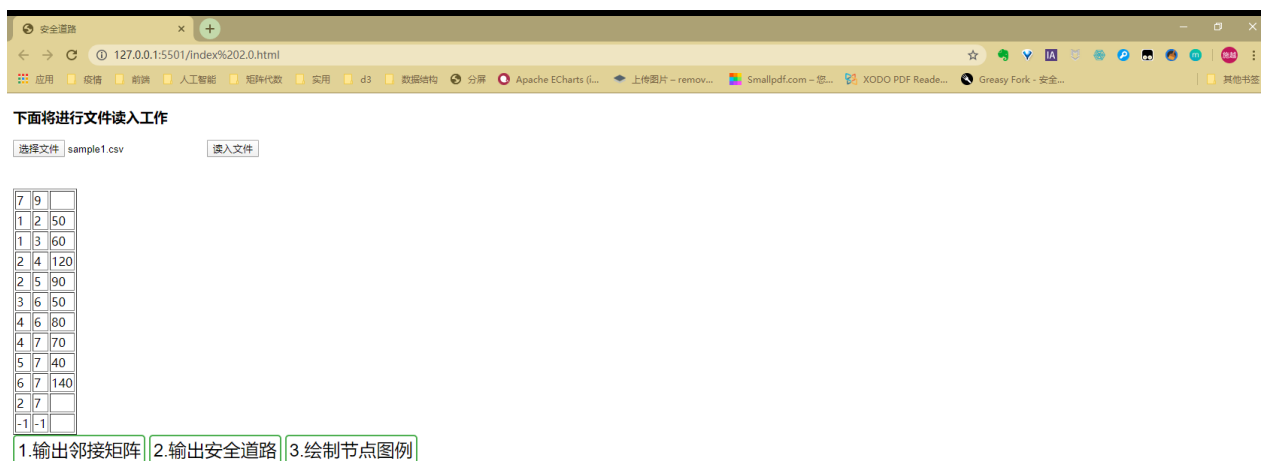 安全道路
127.0.0.1:5501/index%202.0.html
应用 疫情 前端 人工智能 矩阵代数 实用 d3 数据结构 分屏 Apache ECharts (i... 上传图片 – remov... Smallpdf.com – 您... XODO PDF Reade... Greasy Fork - 安全... 其他书签
下面将进行文件读入工作
选择文件 sample1.csv 读入文件
7 9
1 2 50
1 3 60
2 4 120
2 5 90
3 6 50
4 6 80
4 7 70
5 7 40
6 7 140
2 7
-1 -1
1.输出邻接矩阵 2.输出安全道路 3.绘制节点图例